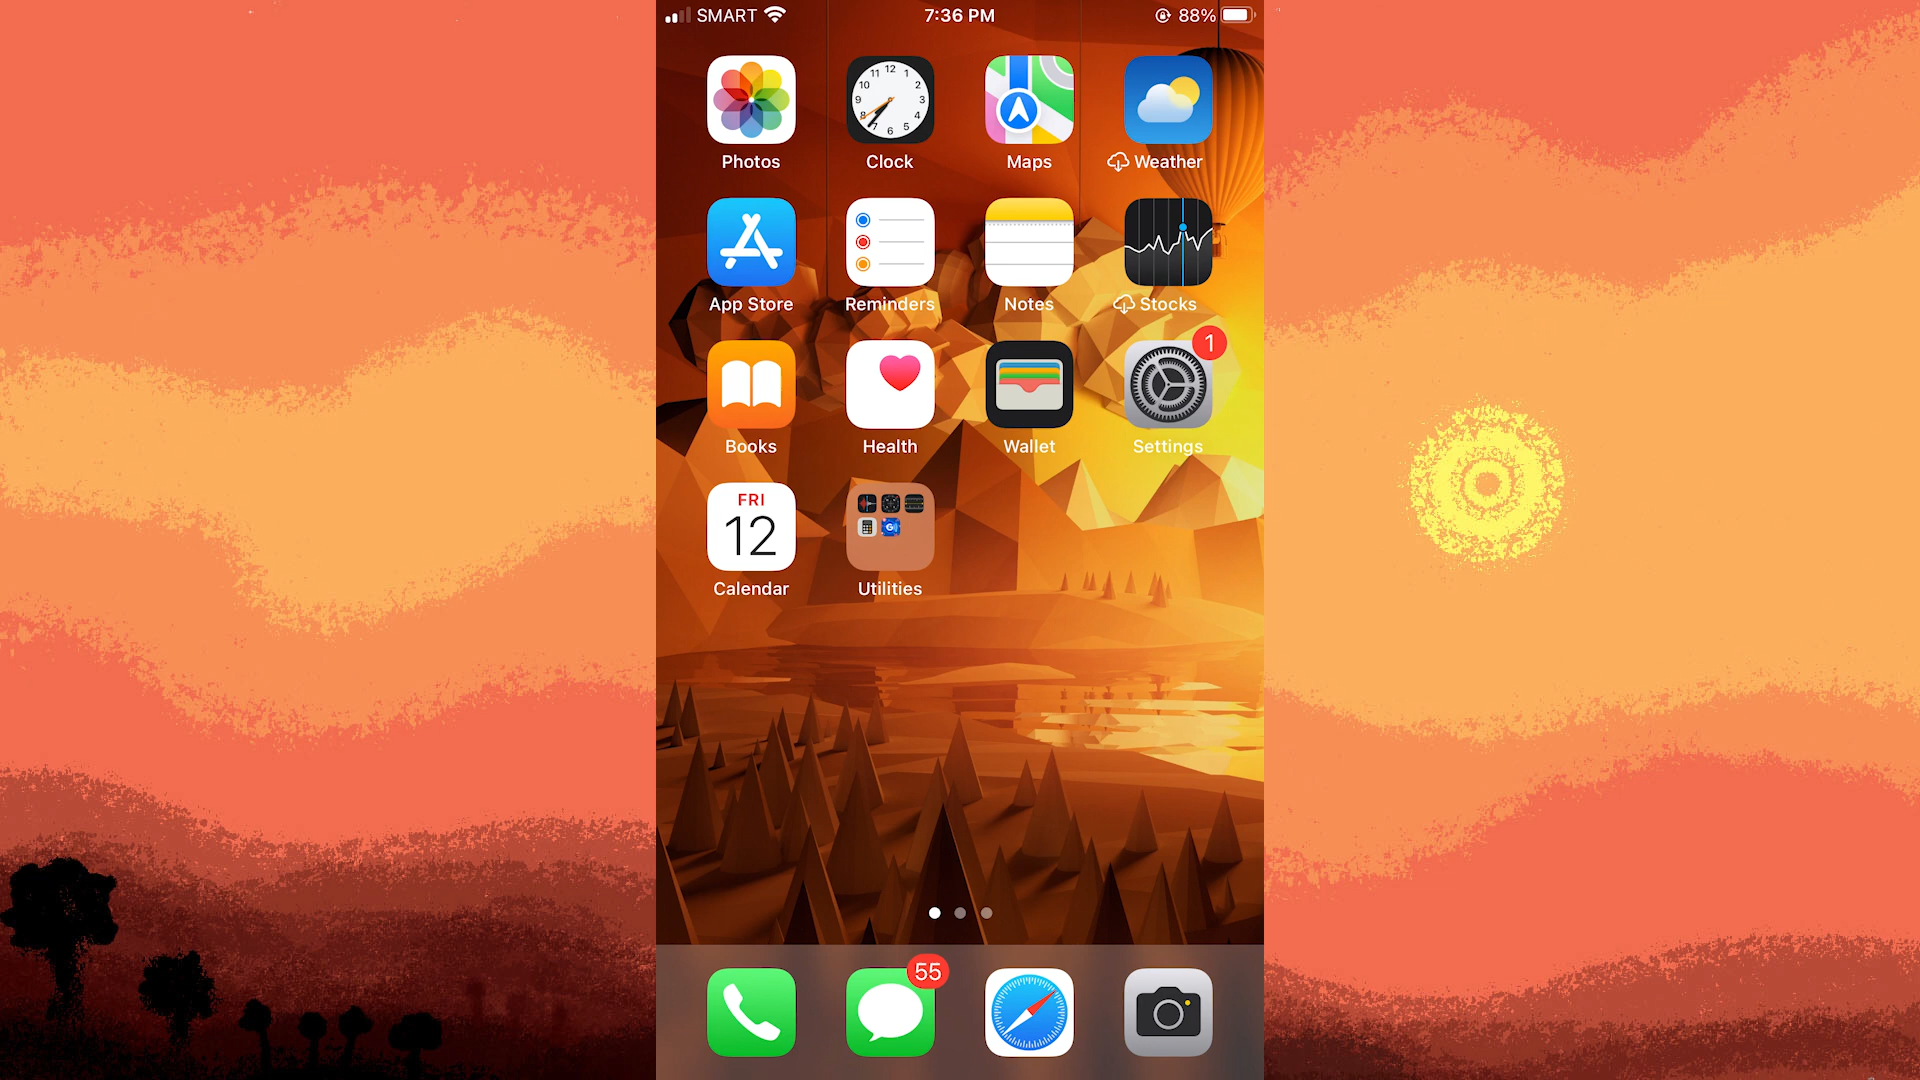 SMART 7:36 PM 88%
Photos Clock Maps Weather
App Store Reminders Notes Stocks
1
Books Health Wallet Settings
FRI
12
Calendar Utilities
55